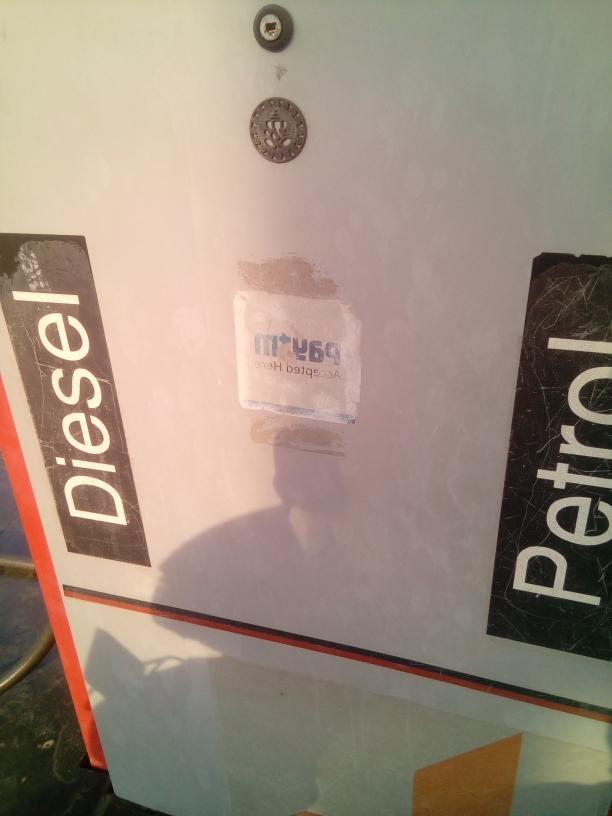 Diesel
paytm
Accepted Here
Petrol